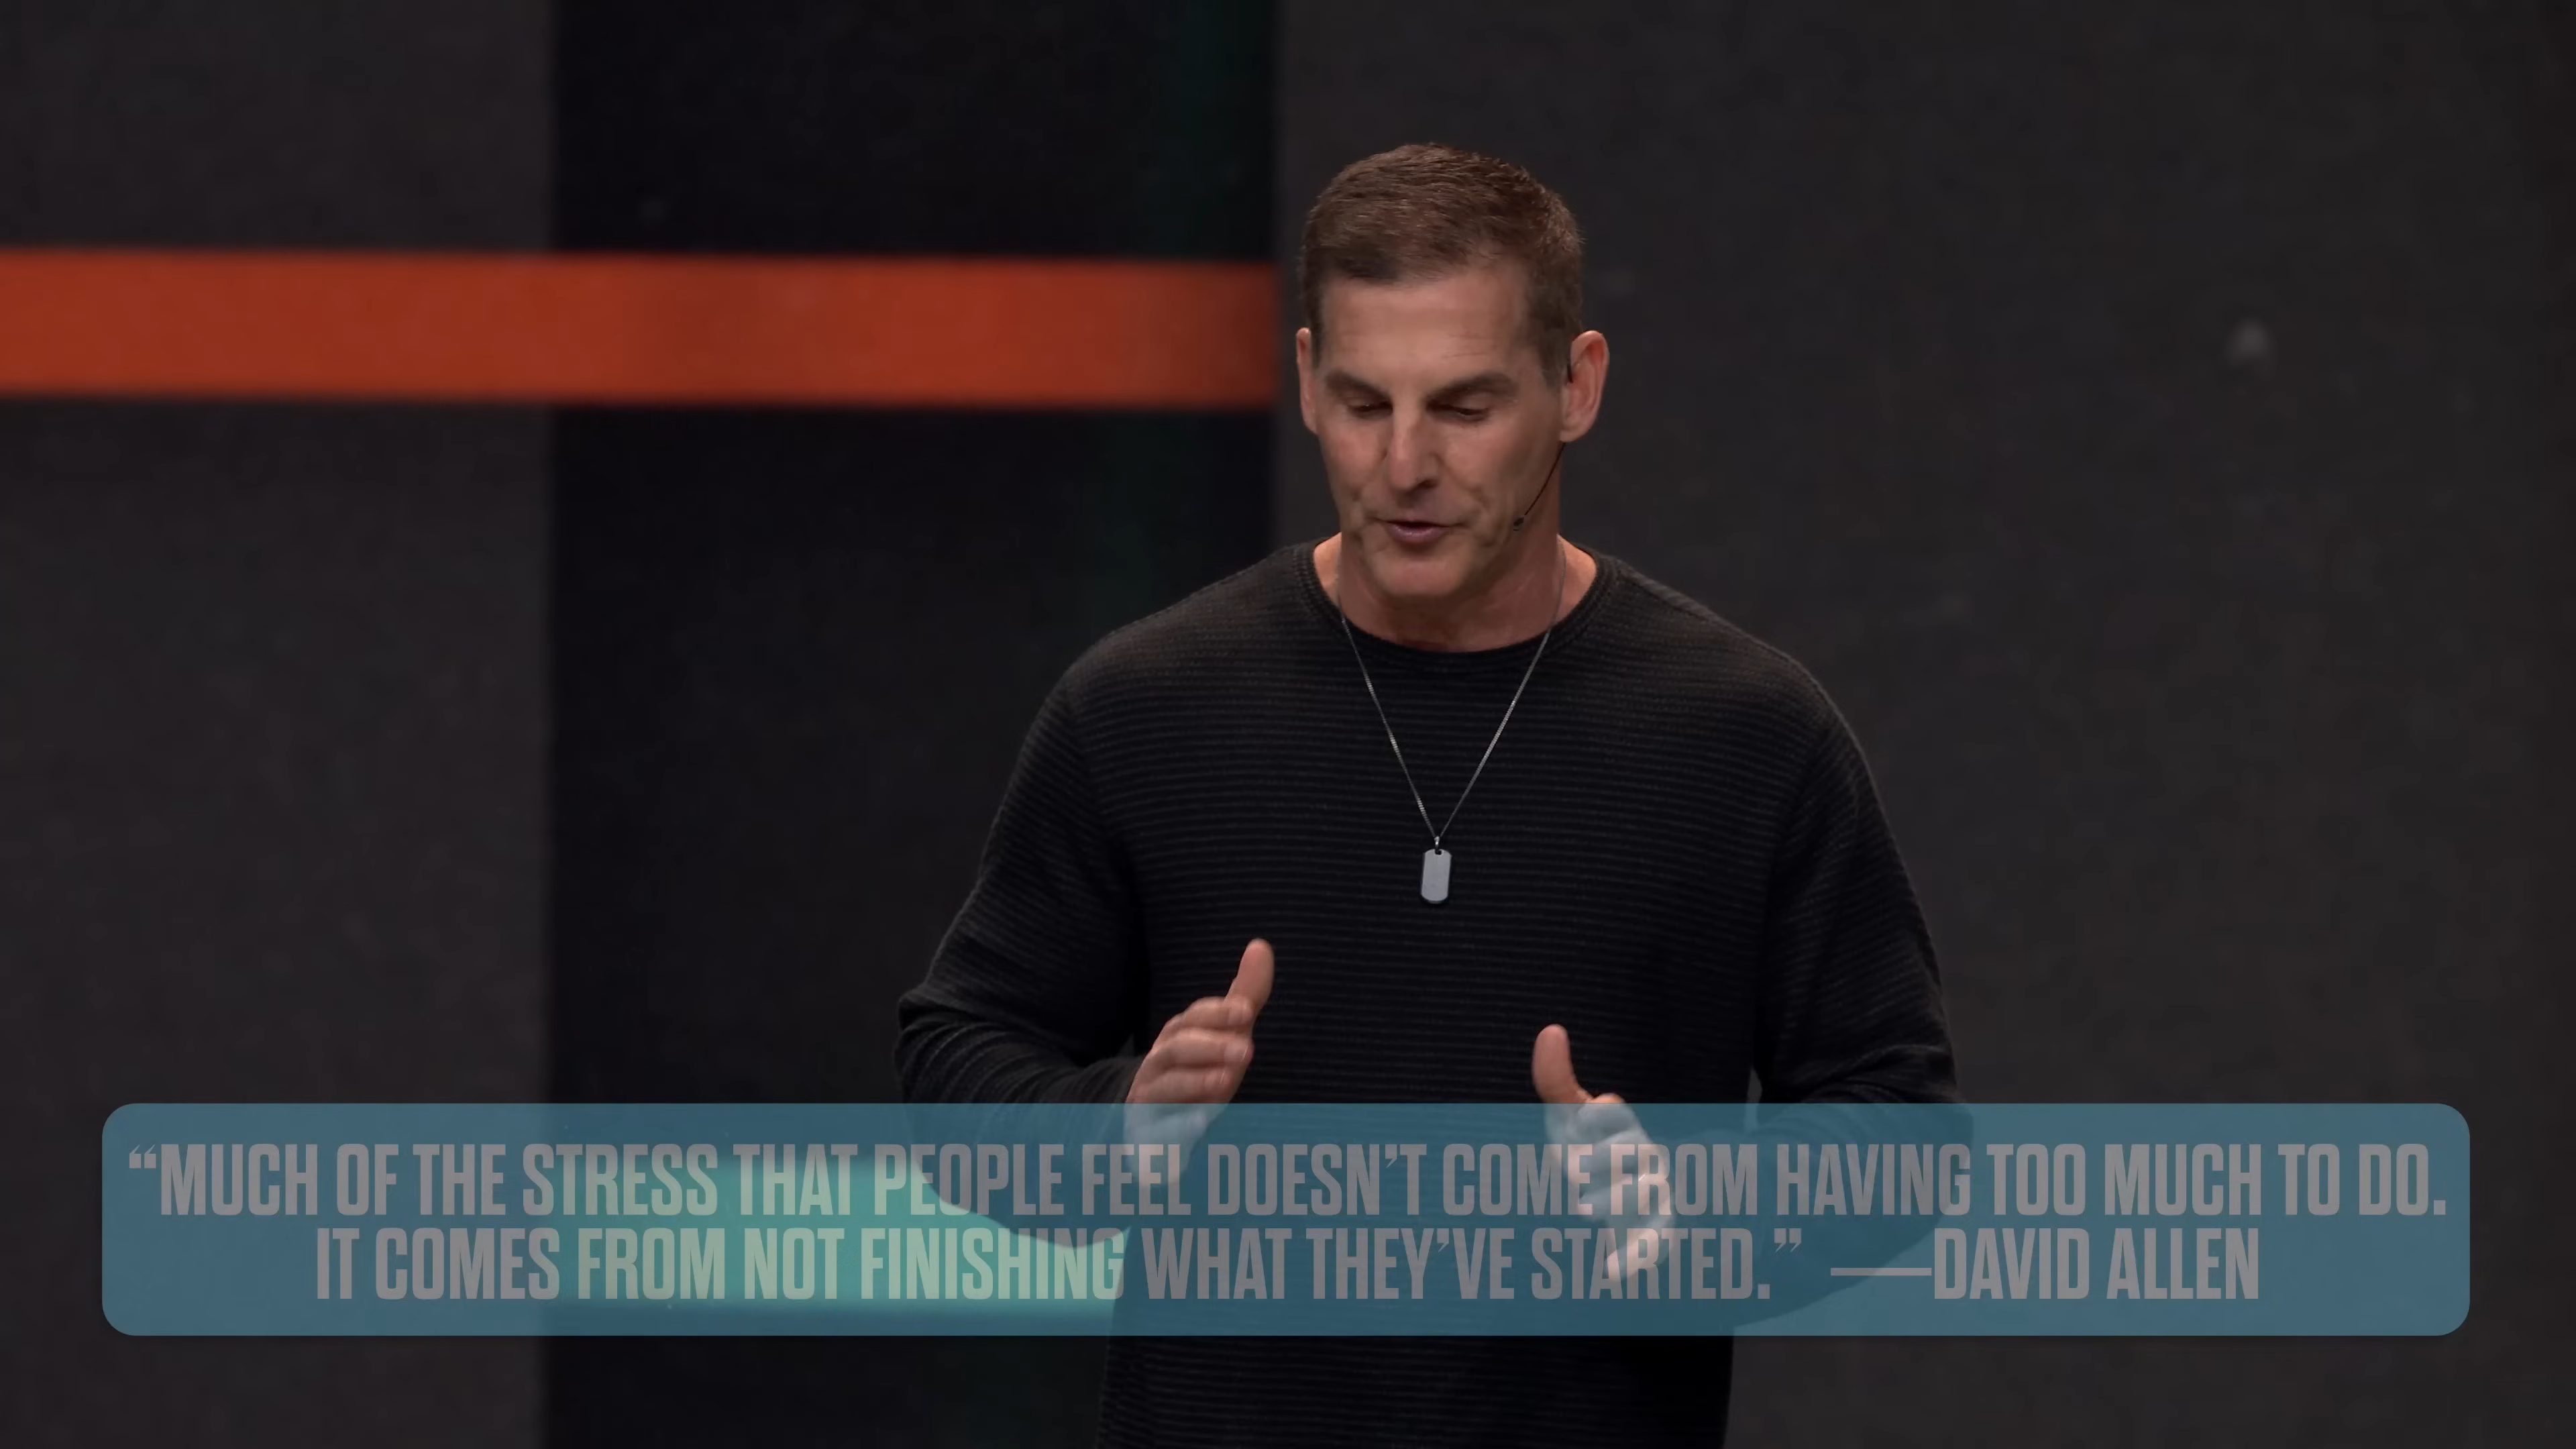 “MUCH OF THE STRESS THAT PEOPLE FEEL DOESN’T COME FROM HAVING TOO MUCH TO DO.
IT COMES FROM NOT FINISHING WHAT THEY’VE STARTED.” —DAVID ALLEN